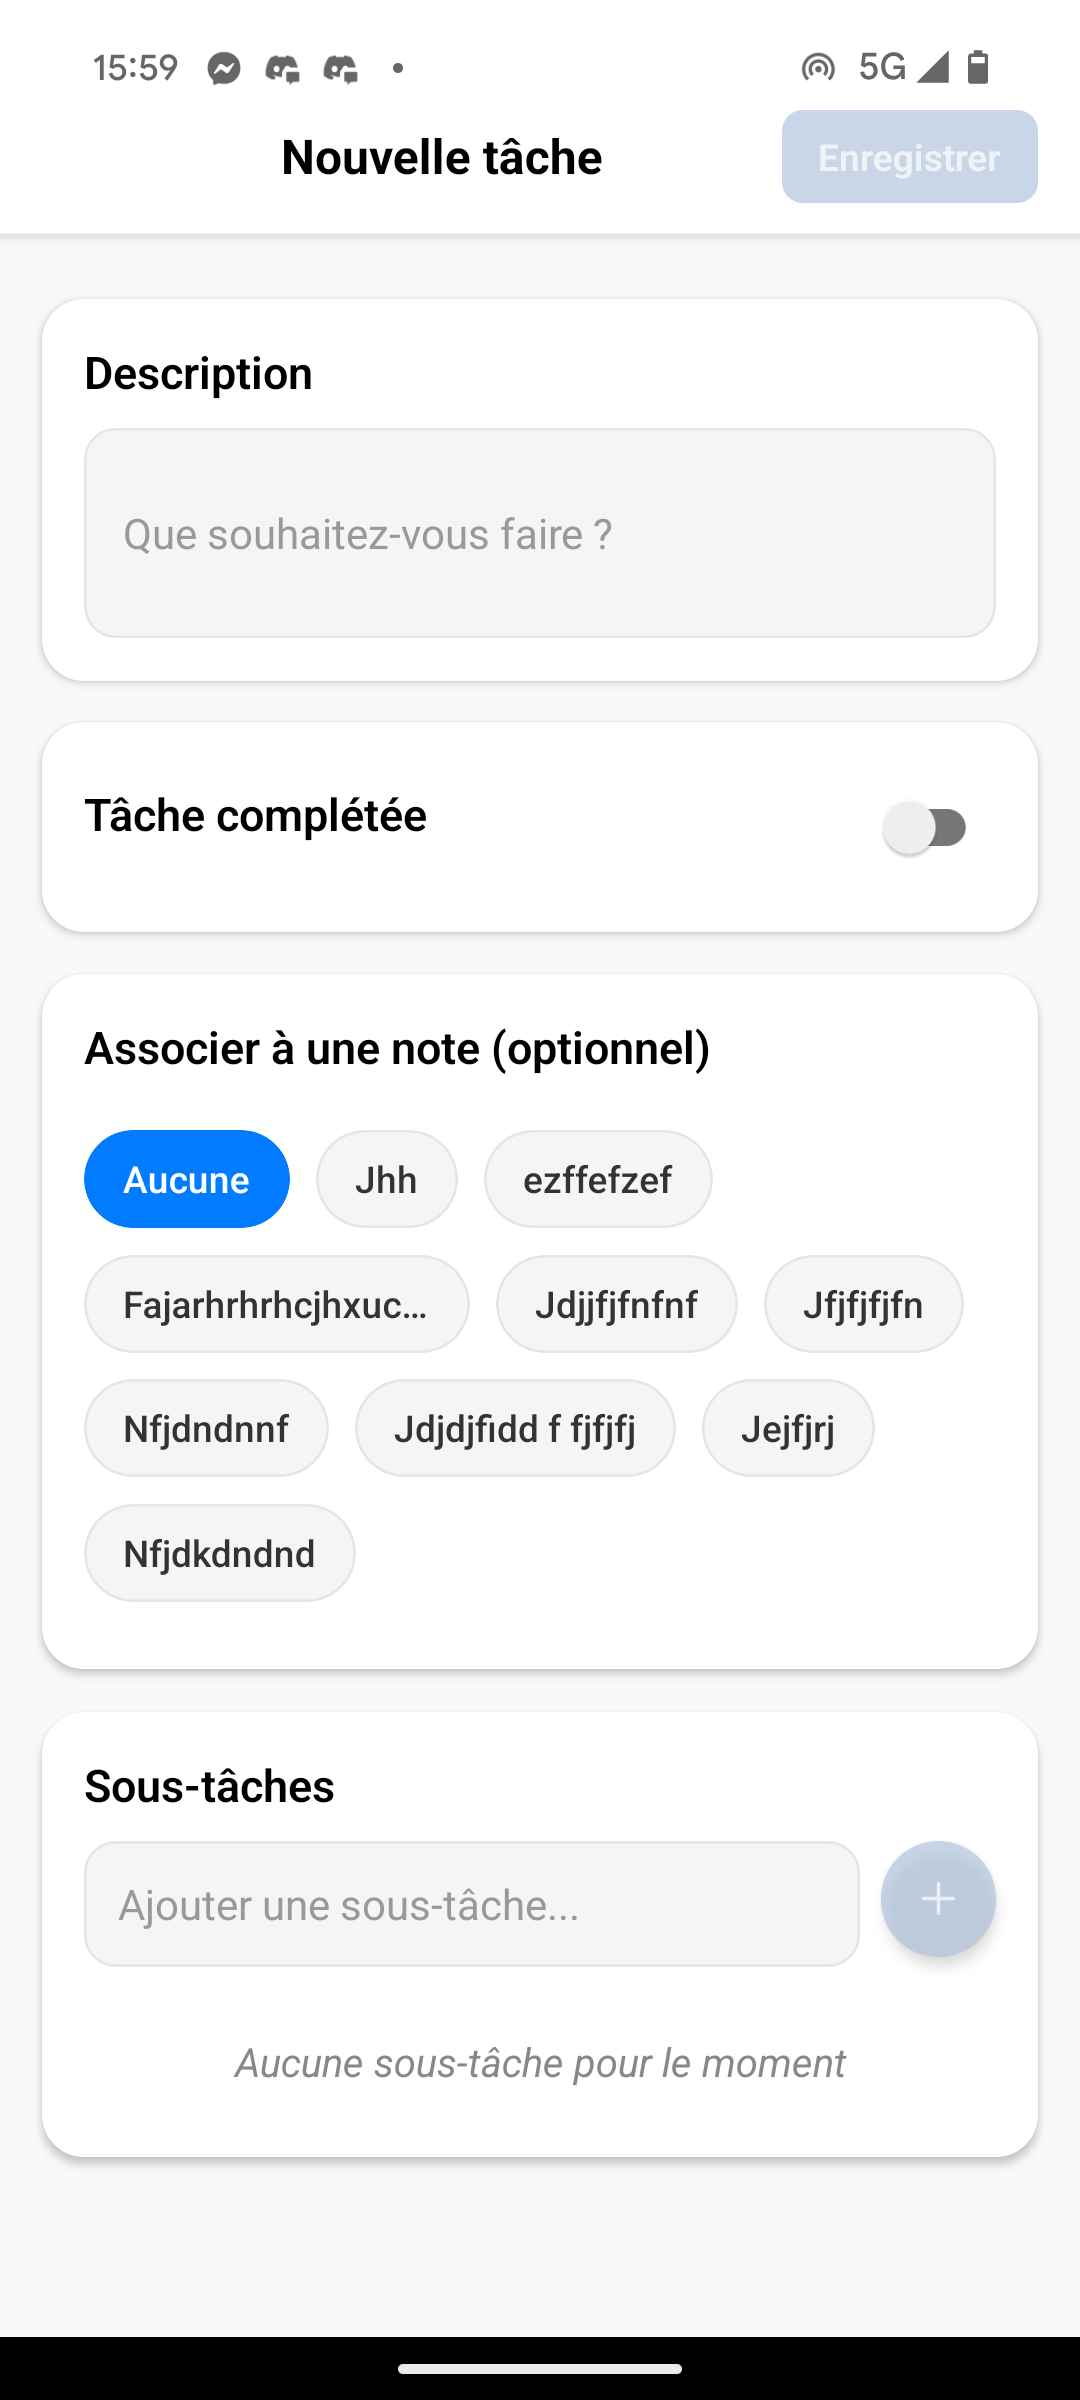 15:59
5G
Nouvelle tâche
Enregistrer
Description
Que souhaitez-vous faire ?
Tâche complétée
Associer à une note (optionnel)
Aucune
Jhh
ezffefzef
Fajarhrhrhcjhxuc...
Jdjjfjfnfnf
Jfjfjfjfn
Nfjdndnnf
Jdjdjfidd f fjfjfj
Jejfjrj
Nfjdkdndnd
Sous-tâches
Ajouter une sous-tâche...
Aucune sous-tâche pour le moment